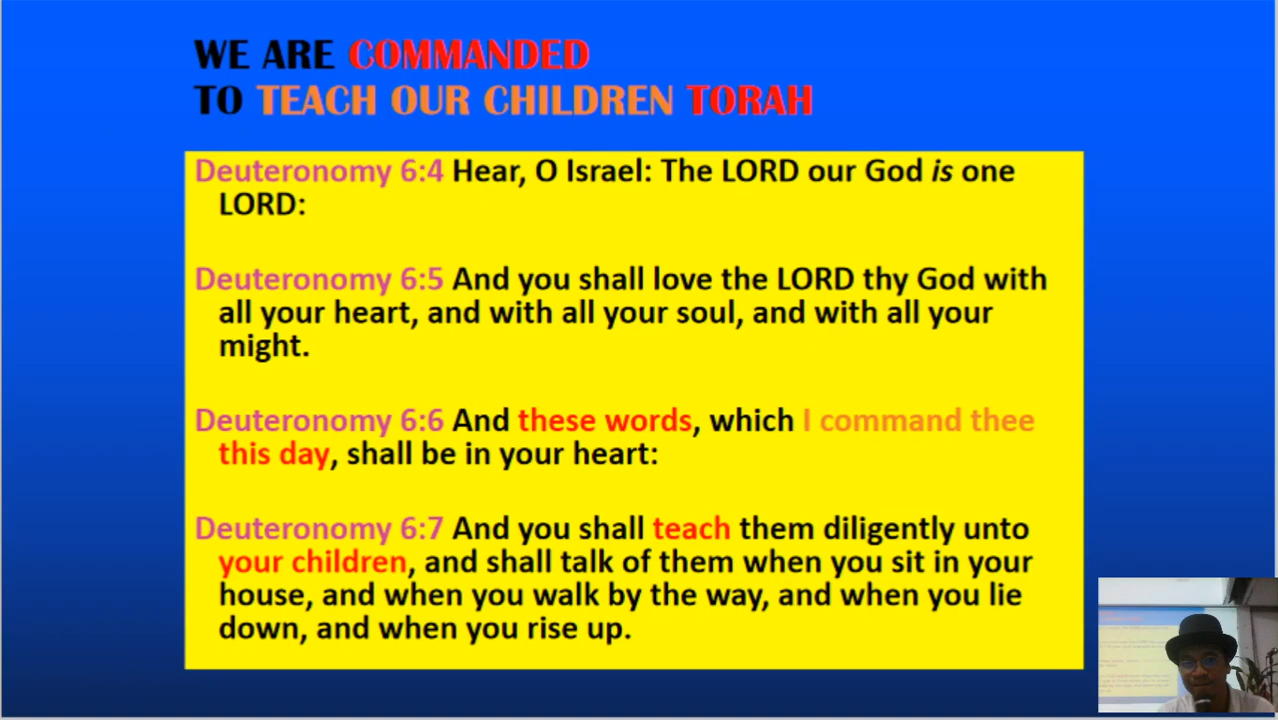 WE ARE COMMANDED
TO TEACH OUR CHILDREN TORAH
Deuteronomy 6:4 Hear, O Israel: The LORD our God is one
LORD:
Deuteronomy 6:5 And you shall love the LORD thy God with
all your heart, and with all your soul, and with all your
might.
Deuteronomy 6:6 And these words, which I command thee
this day, shall be in your heart:
Deuteronomy 6:7 And you shall teach them diligently unto
your children, and shall talk of them when you sit in your
house, and when you walk by the way, and when you lie
down, and when you rise up.